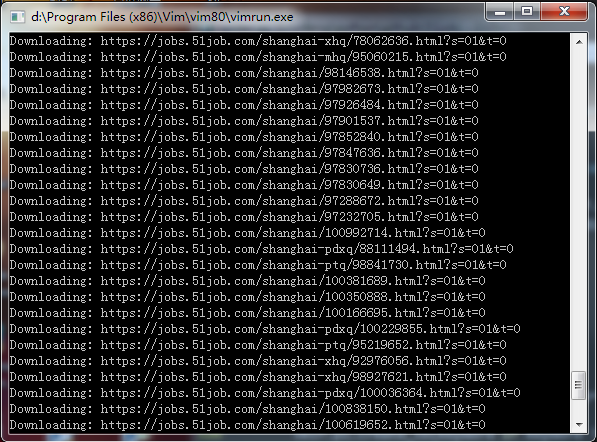 d:\Program Files (x86)\Vim\vim80\vimrun.exe
Downloading: https://jobs.51job.com/shanghai-xhq/78062636.html?s=01&t=0
Downloading: https://jobs.51job.com/shanghai-mhq/95060215.html?s=01&t=0
Downloading: https://jobs.51job.com/shanghai/98146538.html?s=01&t=0
Downloading: https://jobs.51job.com/shanghai/97982673.html?s=01&t=0
Downloading: https://jobs.51job.com/shanghai/97926484.html?s=01&t=0
Downloading: https://jobs.51job.com/shanghai/97901537.html?s=01&t=0
Downloading: https://jobs.51job.com/shanghai/97852840.html?s=01&t=0
Downloading: https://jobs.51job.com/shanghai/97847636.html?s=01&t=0
Downloading: https://jobs.51job.com/shanghai/97830736.html?s=01&t=0
Downloading: https://jobs.51job.com/shanghai/97830649.html?s=01&t=0
Downloading: https://jobs.51job.com/shanghai/97288672.html?s=01&t=0
Downloading: https://jobs.51job.com/shanghai/97232705.html?s=01&t=0
Downloading: https://jobs.51job.com/shanghai/100992714.html?s=01&t=0
Downloading: https://jobs.51job.com/shanghai-pdxq/88111494.html?s=01&t=0
Downloading: https://jobs.51job.com/shanghai-ptq/98841730.html?s=01&t=0
Downloading: https://jobs.51job.com/shanghai/100381689.html?s=01&t=0
Downloading: https://jobs.51job.com/shanghai/100350888.html?s=01&t=0
Downloading: https://jobs.51job.com/shanghai/100166695.html?s=01&t=0
Downloading: https://jobs.51job.com/shanghai-pdxq/100229855.html?s=01&t=0
Downloading: https://jobs.51job.com/shanghai-ptq/95219652.html?s=01&t=0
Downloading: https://jobs.51job.com/shanghai-xhq/92976056.html?s=01&t=0
Downloading: https://jobs.51job.com/shanghai-xhq/98927621.html?s=01&t=0
Downloading: https://jobs.51job.com/shanghai-pdxq/100036364.html?s=01&t=0
Downloading: https://jobs.51job.com/shanghai/100838150.html?s=01&t=0
Downloading: https://jobs.51job.com/shanghai/100619652.html?s=01&t=0